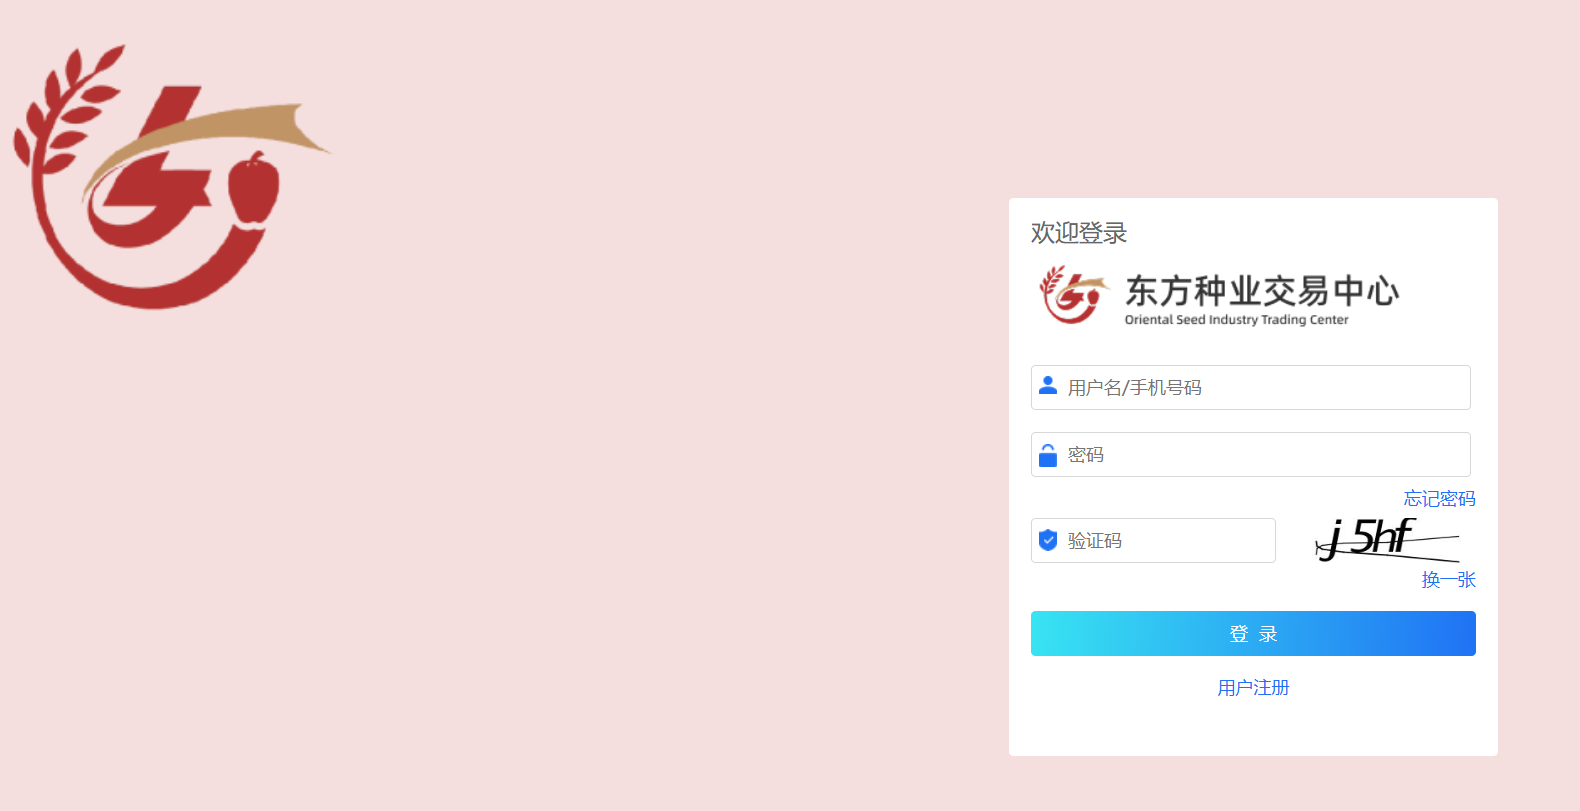 欢迎登录
东方种业交易中心
Oriental Seed Industry Trading Center
用户名/手机号码
密码
忘记密码
验证码
j5hf
换一张
登 录
用户注册